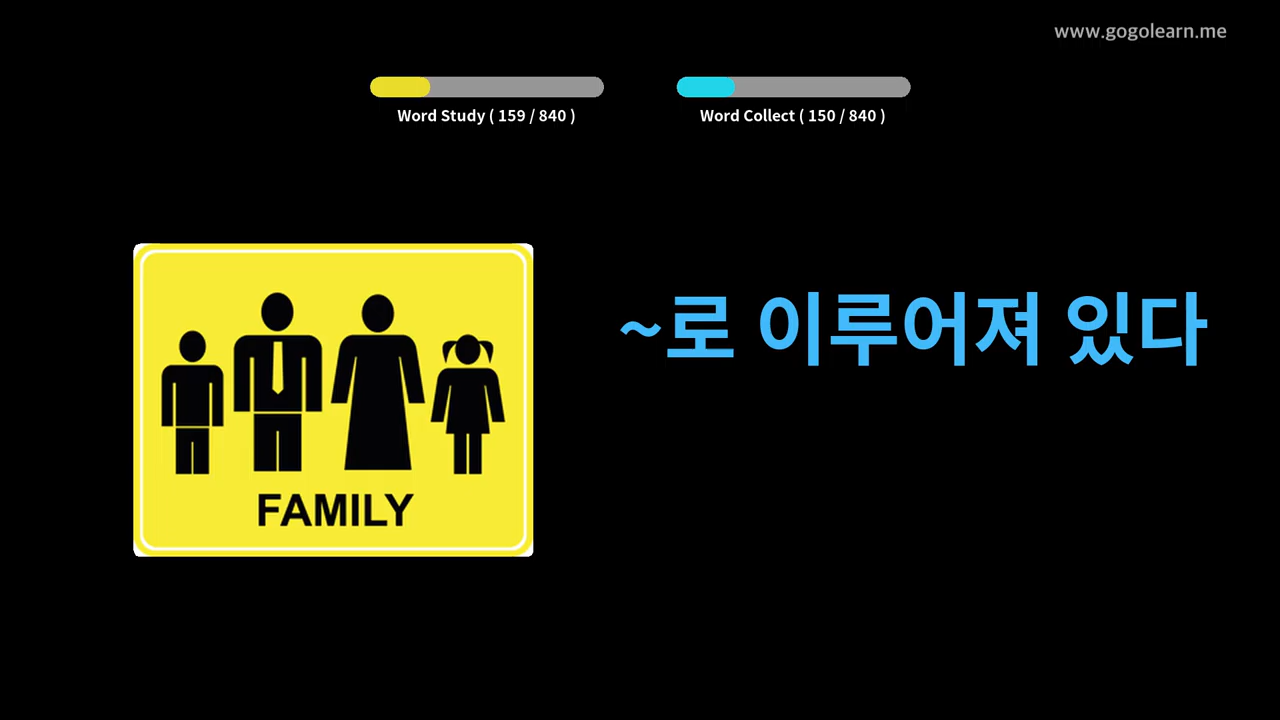 www.gogolearn.me
Word Study ( 159 / 840 )
Word Collect ( 150 / 840 )
~로 이루어져 있다
FAMILY